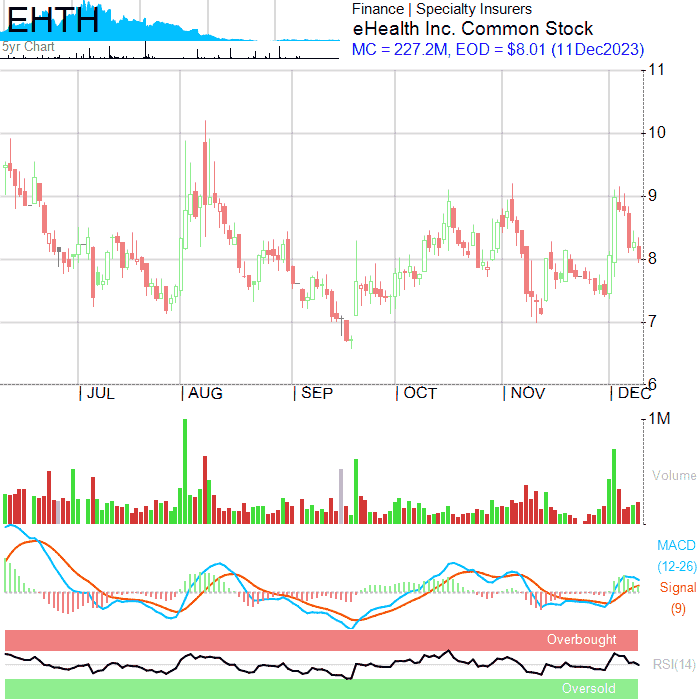 EHTH
5yr Chart
Finance | Specialty Insurers
eHealth Inc. Common Stock
MC = 227.2M, EOD = $8.01 (11Dec2023)
11
10
9
8
7
6
| JUL | AUG | SEP | OCT | NOV | DEC
1M
Volume
MACD
(12-26)
Signal
(9)
Overbought
RSI(14)
Oversold